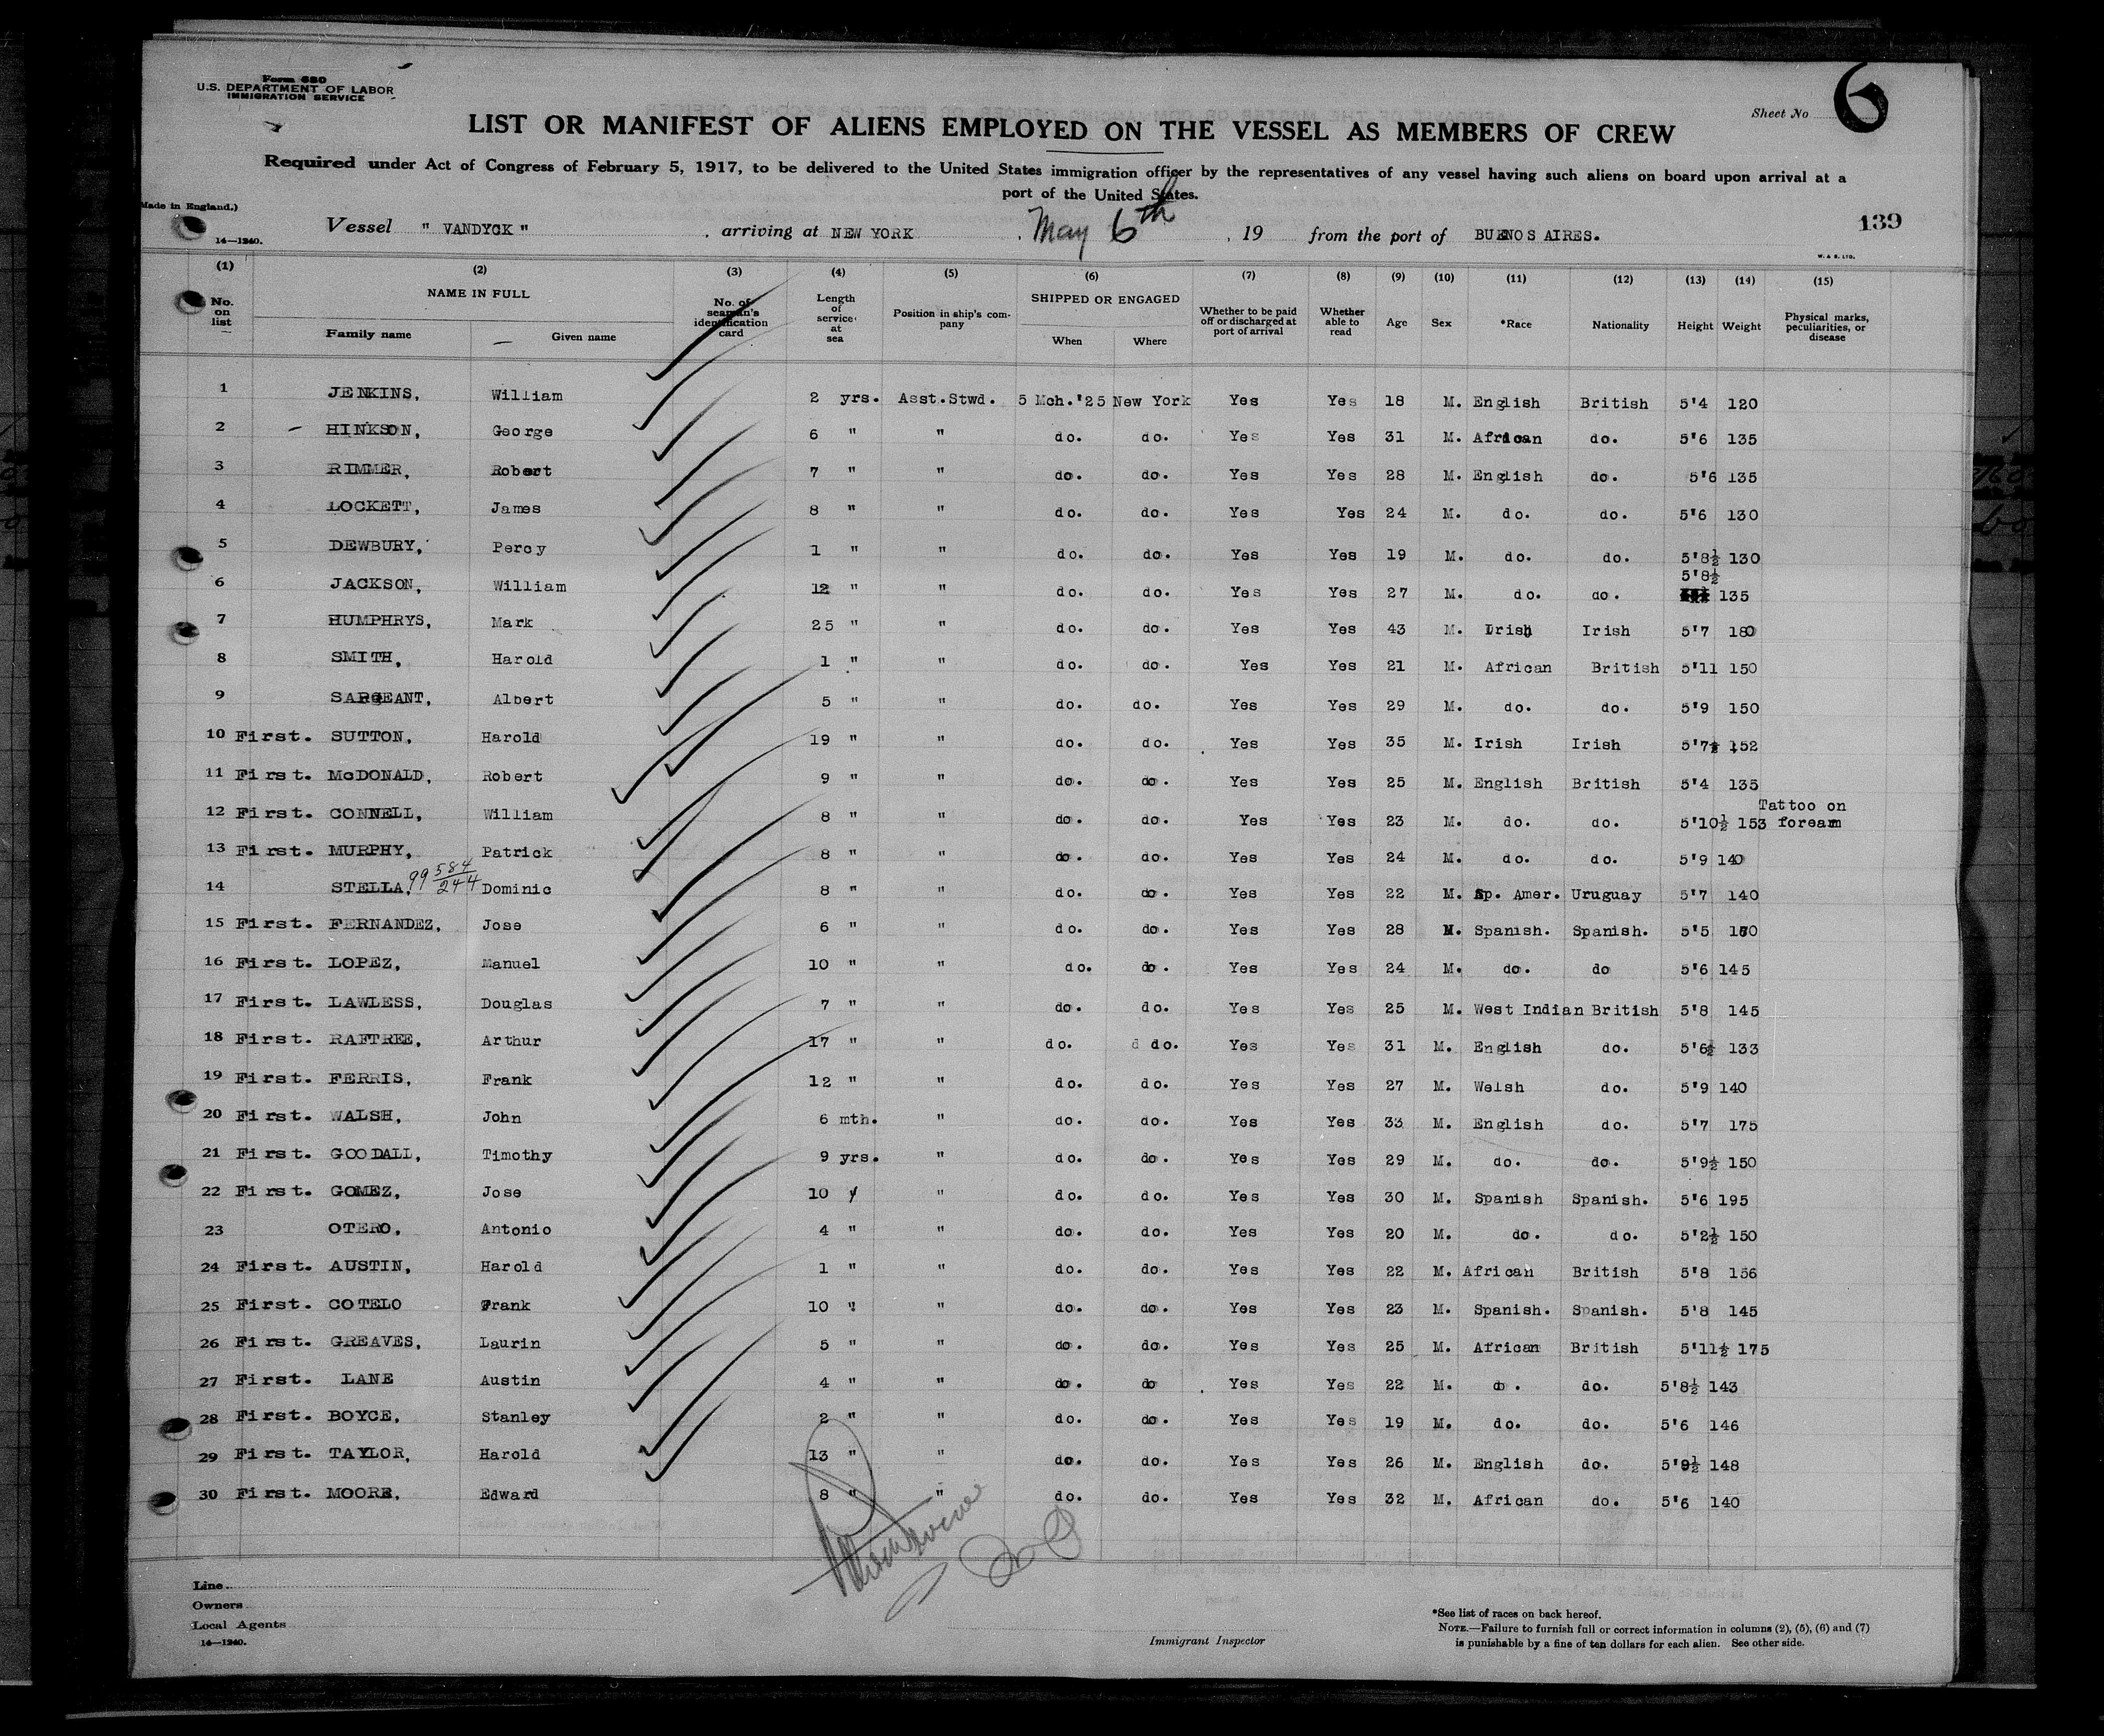 Form 680
U.S. DEPARTMENT OF LABOR
IMMIGRATION SERVICE
Sheet No 6
LIST OR MANIFEST OF ALIENS EMPLOYED ON THE VESSEL AS MEMBERS OF CREW
Required under Act of Congress of February 5, 1917, to be delivered to the United States immigration officer by the representatives of any vessel having such aliens on board upon arrival at a
port of the United States.
Made in England.)
14—1240.
Vessel " VANDYCK " , arriving at NEW YORK , May 6th , 19 from the port of BUENOS AIRES.
139
W. & S. LTD.
(1) (2) (3) (4) (5) (6) (7) (8) (9) (10) (11) (12) (13) (14) (15)
No. on list NAME IN FULL Family name Given name No. of seaman's identification card Length of service at sea Position in ship's company SHIPPED OR ENGAGED When Where Whether to be paid off or discharged at port of arrival Whether able to read Age Sex *Race Nationality Height Weight Physical marks, peculiarities, or disease
1 JENKINS, William 2 yrs. Asst.Stwd. 5 Mch.'25 New York Yes Yes 18 M. English British 5'4 120
2 – HINKSON, George 6 " " do. do. Yes Yes 31 M. African do. 5'6 135
3 RIMMER, Robert 7 " " do. do. Yes Yes 28 M. English do. 5'6 135
4 LOCKETT, James 8 " " do. do. Yes Yes 24 M. do. do. 5'6 130
5 DEWBURY, Percy 1 " " do. do. Yes Yes 19 M. do. do. 5'8½ 130
6 JACKSON, William 12 " " do. do. Yes Yes 27 M. do. do. 5'8½ 135
7 HUMPHRYS, Mark 25 " " do. do. Yes Yes 43 M. Irish Irish 5'7 180
8 SMITH, Harold 1 " " do. do. Yes Yes 21 M. African British 5'11 150
9 SARGEANT, Albert 5 " " do. do. Yes Yes 29 M. do. do. 5'9 150
10 First. SUTTON, Harold 19 " " do. do. Yes Yes 35 M. Irish Irish 5'7½ 152
11 First. McDONALD, Robert 9 " " do. do. Yes Yes 25 M. English British 5'4 135
12 First. CONNELL, William 8 " " do. do. Yes Yes 23 M. do. do. 5'10½ 153 Tattoo on foream
13 First. MURPHY, Patrick 8 " " do. do. Yes Yes 24 M. do. do. 5'9 140
14 STELLA, 99 584/244 Dominic 8 " " do. do. Yes Yes 22 M. Sp. Amer. Uruguay 5'7 140
15 First. FERNANDEZ, Jose 6 " " do. do. Yes Yes 28 M. Spanish. Spanish. 5'5
16 First. LOPEZ, Manuel 10 " " do. do. Yes Yes 24 M. do. do 5'6 145
17 First. LAWLESS, Douglas 7 " " do. do. Yes Yes 25 M. West Indian British 5'8 145
18 First. RAFTREE, Arthur 17 " " do. d do. Yes Yes 31 M. English do. 5'6½ 133
19 First. FERRIS, Frank 12 " " do. do. Yes Yes 27 M. Welsh do. 5'9 140
20 First. WALSH, John 6 mth. " do. do. Yes Yes 33 M. English do. 5'7 175
21 First. GOODALL, Timothy 9 yrs. " do. do. Yes Yes 29 M. do. do. 5'9½ 150
22 First. GOMEZ, Jose 10 " do. do. Yes Yes 30 M. Spanish Spanish. 5'6 195
23 OTERO, Antonio 4 " " do. do. Yes Yes 20 M. do. do. 5'2½ 150
24 First. AUSTIN, Harold 1 " " do. do. Yes Yes 22 M. African British 5'8 156
25 First. COTELO Frank 10 " " do. do. Yes Yes 23 M. Spanish. Spanish. 5'8 145
26 First. GREAVES, Laurin 5 " " do. do. Yes Yes 25 M. African British 5'11½ 175
27 First. LANE Austin 4 " " do. do Yes Yes 22 M. do. do. 5'8½ 143
28 First. BOYCE, Stanley 2 " " do. do. Yes Yes 19 M. do. do. 5'6 146
29 First. TAYLOR, Harold 13 " " do. do. Yes Yes 26 M. English do. 5'9½ 148
30 First. MOORE, Edward 8 " " do. do. Yes Yes 32 M. African do. 5'6 140
Line
Owners
Local Agents
14—1240.
Immigrant Inspector
*See list of races on back hereof.
NOTE.—Failure to furnish full or correct information in columns (2), (5), (6) and (7)
is punishable by a fine of ten dollars for each alien. See other side.